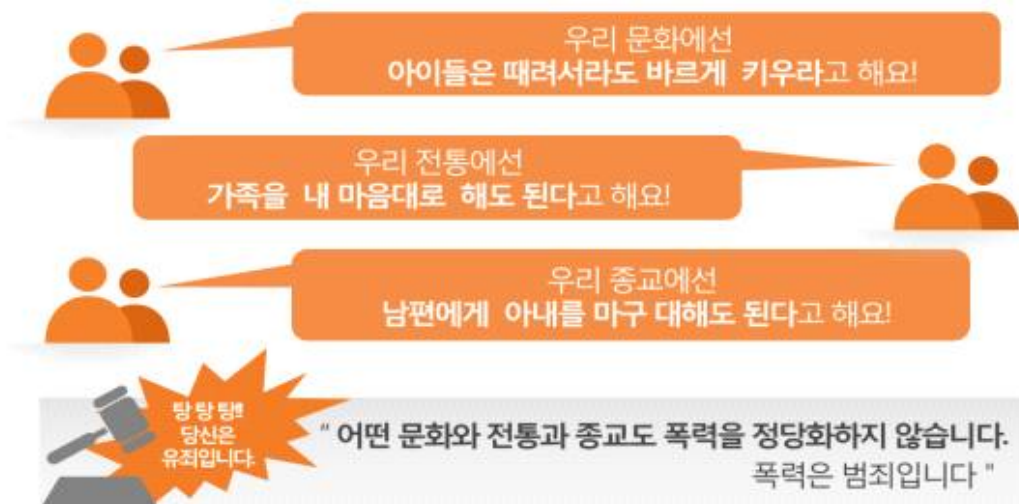 우리 문화에선
아이들은 때려서라도 바르게 키우라고 해요!
우리 전통에선
가족을 내 마음대로 해도 된다고 해요!
우리 종교에선
남편에게 아내를 마구 대해도 된다고 해요!
탕 탕 탕!!
당신은
유죄입니다.
" 어떤 문화와 전통과 종교도 폭력을 정당화하지 않습니다.
폭력은 범죄입니다 "